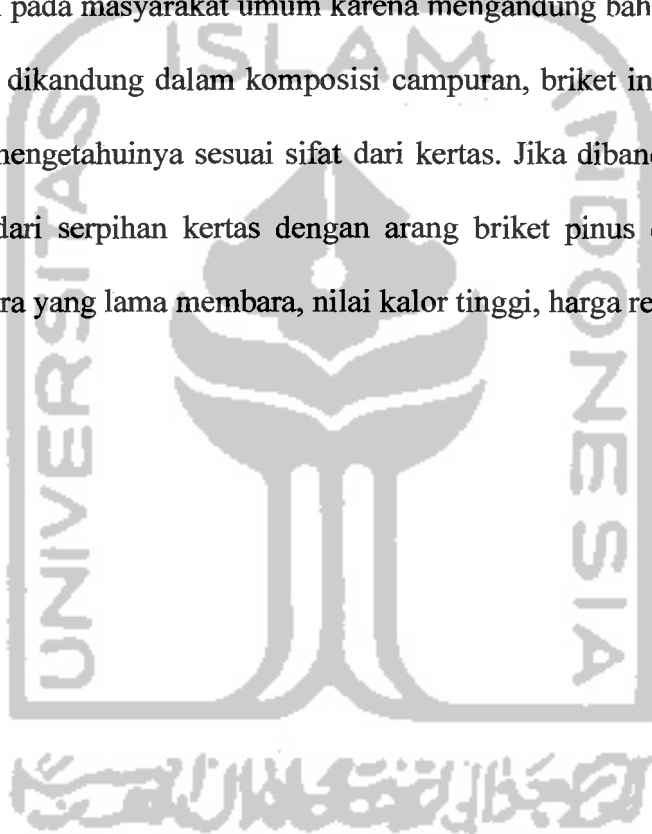 pada masyarakat umum karena mengandung bah
dikandung dalam komposisi campuran, briket in
mengetahuinya sesuai sifat dari kertas. Jika diban
dari serpihan kertas dengan arang briket pinus
ra yang lama membara, nilai kalor tinggi, harga re
UNIVERSITAS
ISLAM
INDONESIA